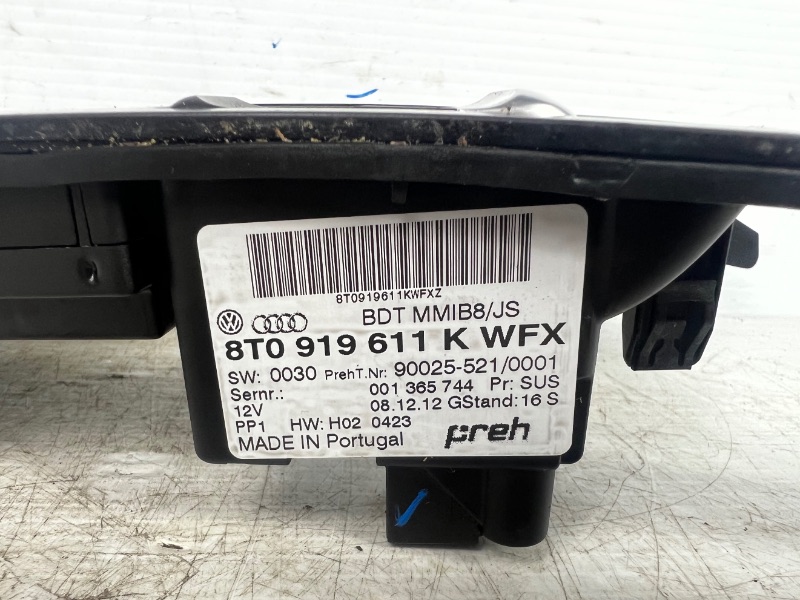 8T0919611KWFXZ
BDT MMIB8/JS
8T0 919 611 K WFX
SW: 0030 PrehT.Nr: 90025-521/0001
Sernr.: 001 365 744 Pr: SUS
12V 08.12.12 GStand: 16 S
PP1 HW: H02 0423
MADE IN Portugal preh